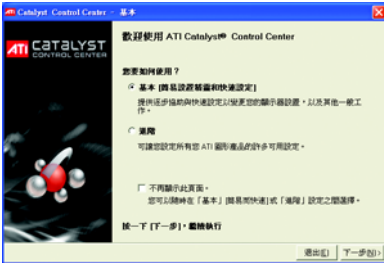 Catalyst Control Center - 基本
ATI CATALYST
CONTROL CENTER
歡迎使用 ATI Catalyst® Control Center
您要如何使用？
基本 [簡易設置精靈和快速設定]
提供逐步協助與快速設定以變更您的顯示器設置，以及其他一般工
作。
進階
可讓您設定所有您 ATI 圖形產品的許多可用設定。
不再顯示此頁面。
您可以隨時在「基本」[簡易而快速]或「進階」設定之間選擇。
按一下 [下一步]，繼續執行
退出(E)
下一步(N)>